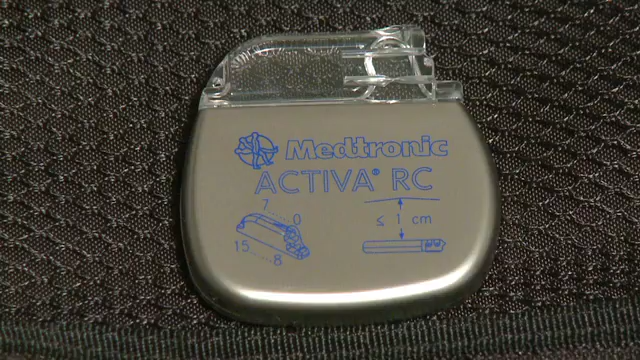 Medtronic
ACTIVA® RC
7 0
≤ 1 cm
15 8